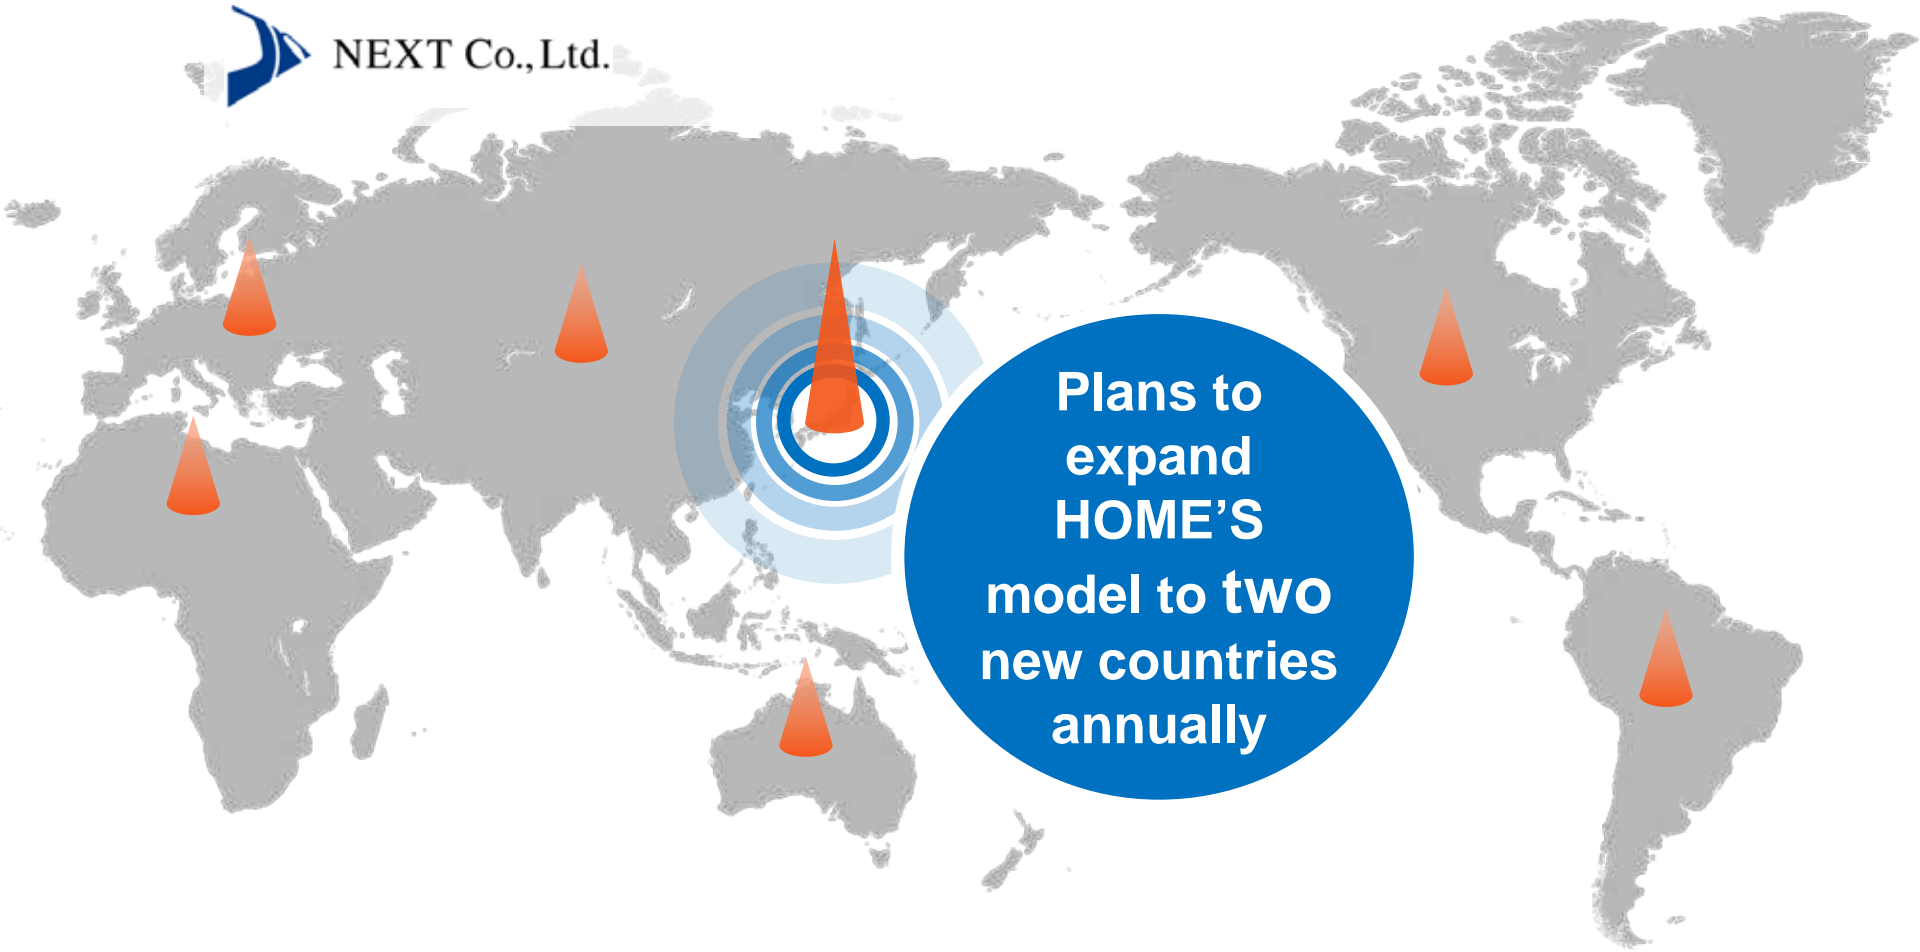 NEXT Co., Ltd.
Plans to
expand
HOME’S
model to two
new countries
annually